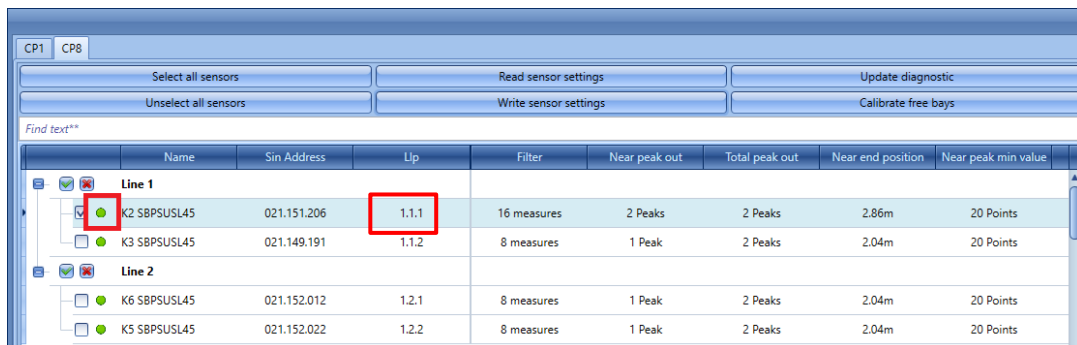 CP1 CP8
Select all sensors Read sensor settings Update diagnostic
Unselect all sensors Write sensor settings Calibrate free bays
Find text**
Name Sin Address Llp Filter Near peak out Total peak out Near end position Near peak min value
Line 1
K2 SBPSUSL45 021.151.206 1.1.1 16 measures 2 Peaks 2 Peaks 2.86m 20 Points
K3 SBPSUSL45 021.149.191 1.1.2 8 measures 1 Peak 2 Peaks 2.04m 20 Points
Line 2
K6 SBPSUSL45 021.152.012 1.2.1 8 measures 1 Peak 2 Peaks 2.04m 20 Points
K5 SBPSUSL45 021.152.022 1.2.2 8 measures 1 Peak 2 Peaks 2.04m 20 Points